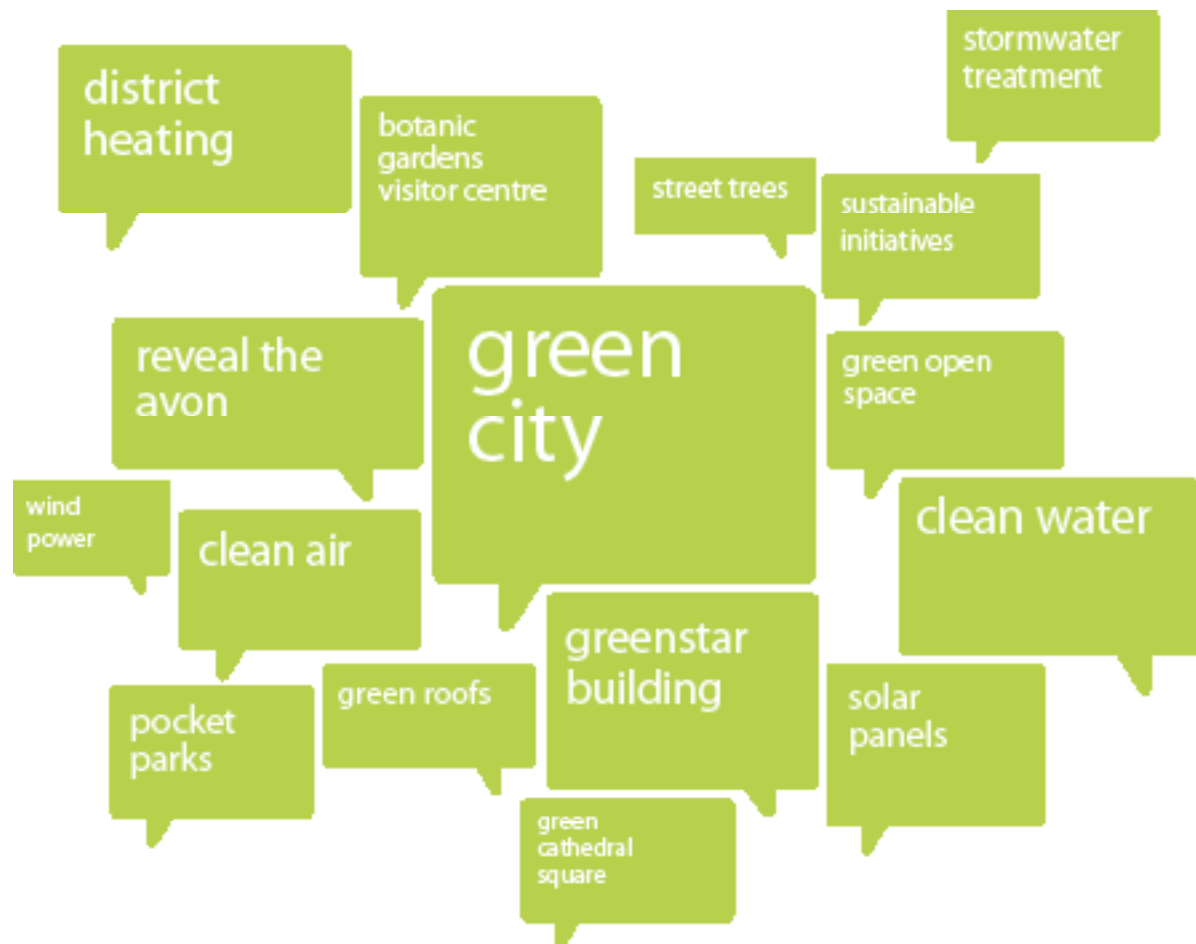 district
heating
botanic
gardens
visitor centre
stormwater
treatment
street trees
sustainable
initiatives
reveal the
avon
green
city
green open
space
wind
power
clean air
clean water
pocket
parks
green roofs
greenstar
building
solar
panels
green
cathedral
square